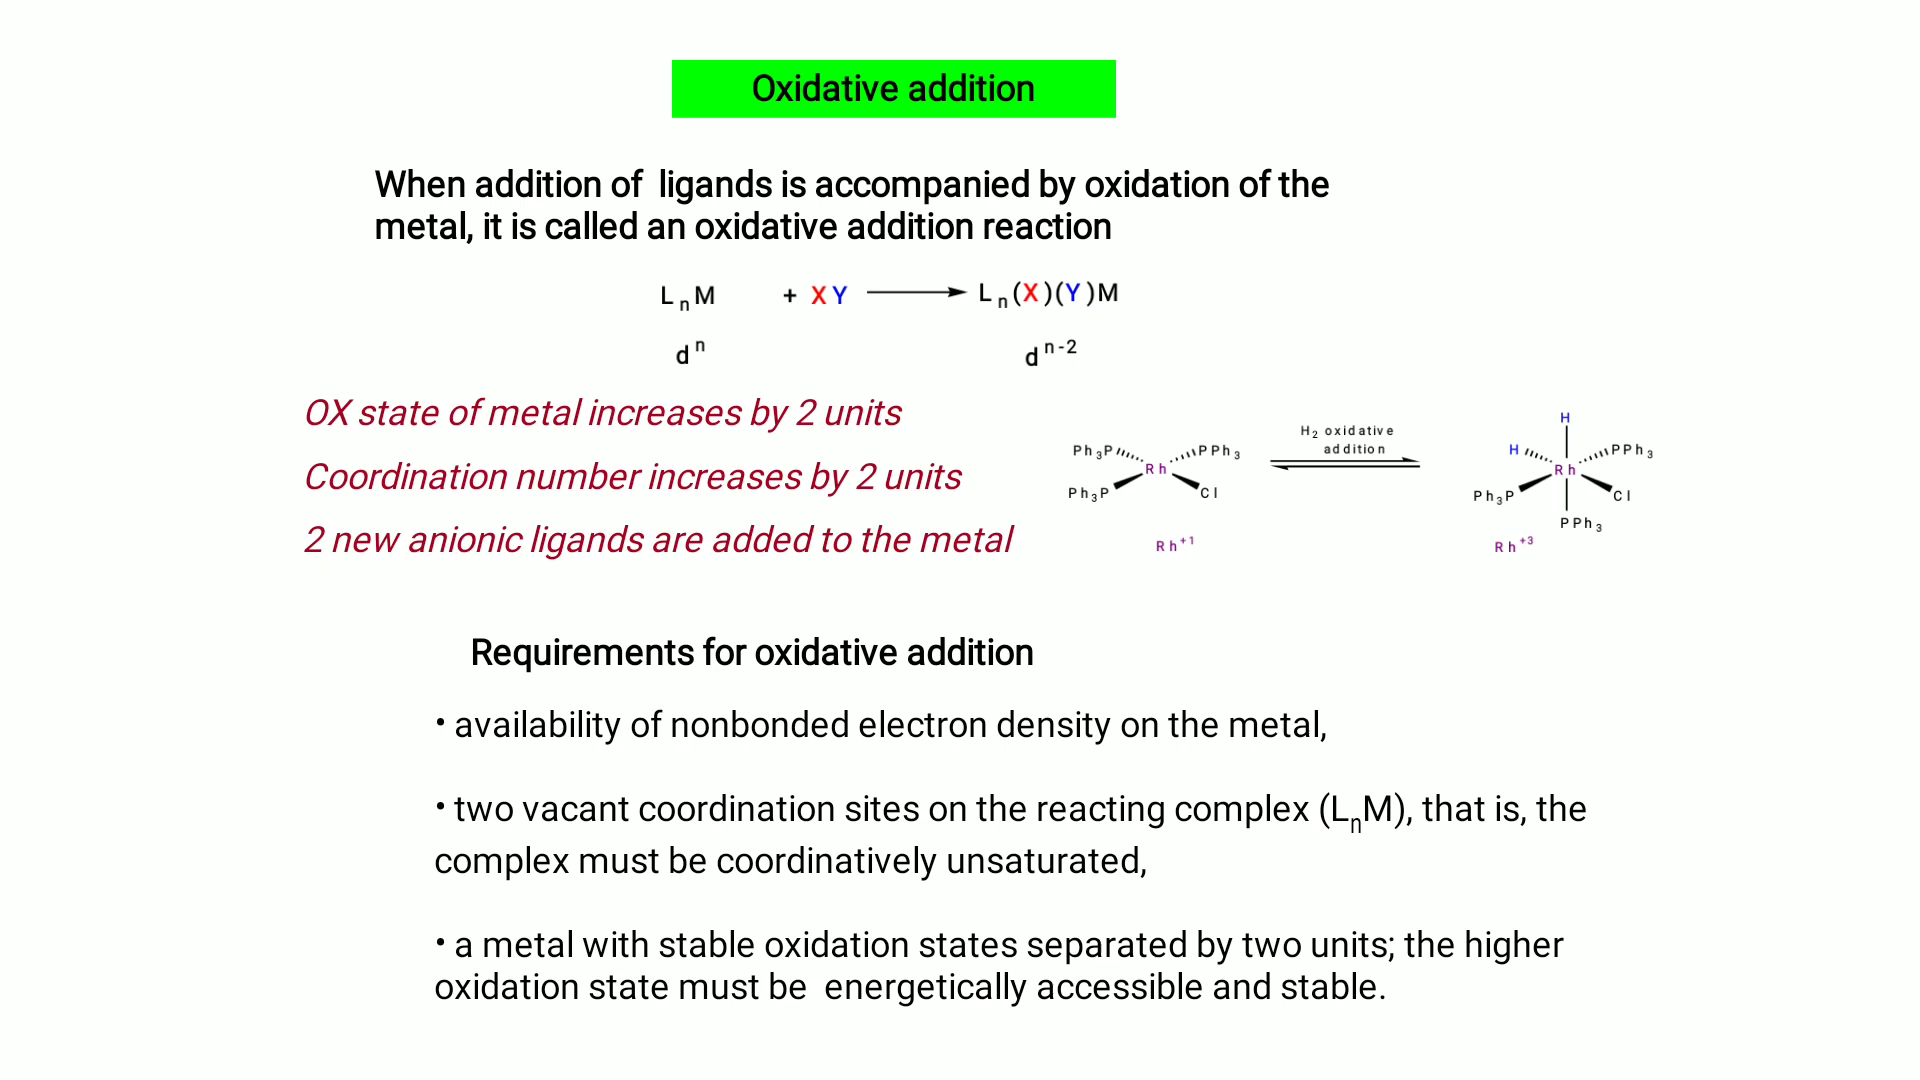 Oxidative addition
When addition of  ligands is accompanied by oxidation of the
metal, it is called an oxidative addition reaction
LnM + XY → Ln(X)(Y)M
d^n d^n-2
OX state of metal increases by 2 units
Coordination number increases by 2 units
2 new anionic ligands are added to the metal
Ph3P PPh3
Rh
Ph3P Cl
Rh+1
H2 oxidative
addition
H
H PPh3
Rh
Ph3P Cl
PPh3
Rh+3
Requirements for oxidative addition
• availability of nonbonded electron density on the metal,
• two vacant coordination sites on the reacting complex (LnM), that is, the
complex must be coordinatively unsaturated,
• a metal with stable oxidation states separated by two units; the higher
oxidation state must be  energetically accessible and stable.